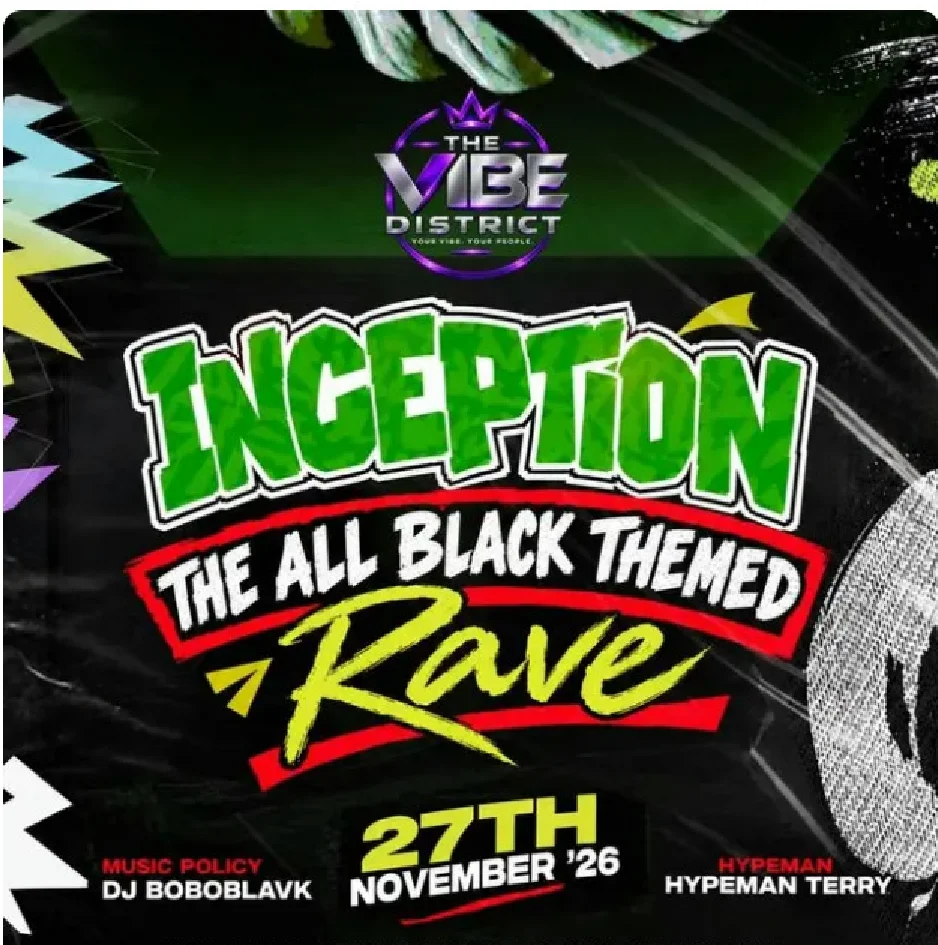 THE
VIBE
DISTRICT
YOUR VIBE. YOUR PEOPLE.
INCEPTION
THE ALL BLACK THEMED
Rave
27TH
NOVEMBER '26
MUSIC POLICY
DJ BOBOBLAVK
HYPEMAN
HYPEMAN TERRY